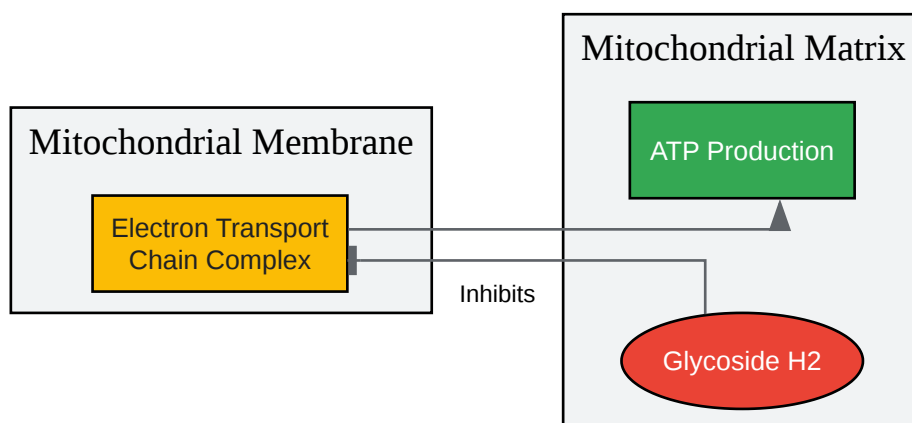 Mitochondrial Matrix
Mitochondrial Membrane
ATP Production
Electron Transport
Chain Complex
Inhibits
Glycoside H2